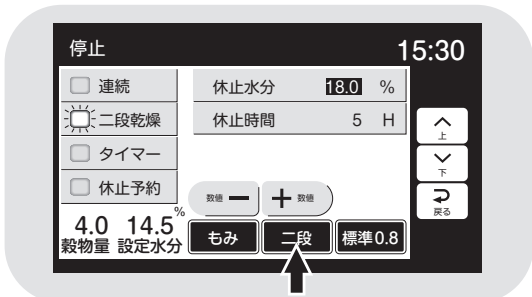 停止 15:30
連続
二段乾燥
タイマー
休止予約
休止水分 18.0 %
休止時間 5 H
上
下
戻る
数値 − + 数値
4.0 14.5%
穀物量 設定水分
もみ 二段 標準0.8